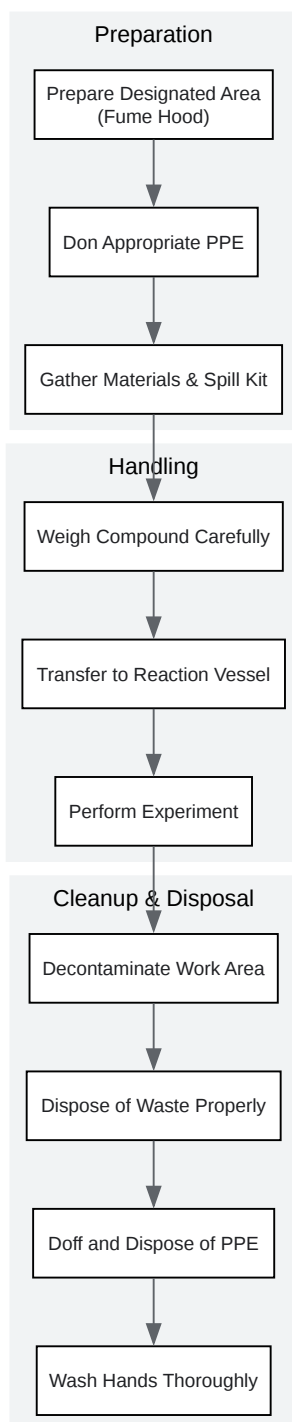 Preparation
Prepare Designated Area
(Fume Hood)
Don Appropriate PPE
Gather Materials & Spill Kit
Handling
Weigh Compound Carefully
Transfer to Reaction Vessel
Perform Experiment
Cleanup & Disposal
Decontaminate Work Area
Dispose of Waste Properly
Doff and Dispose of PPE
Wash Hands Thoroughly